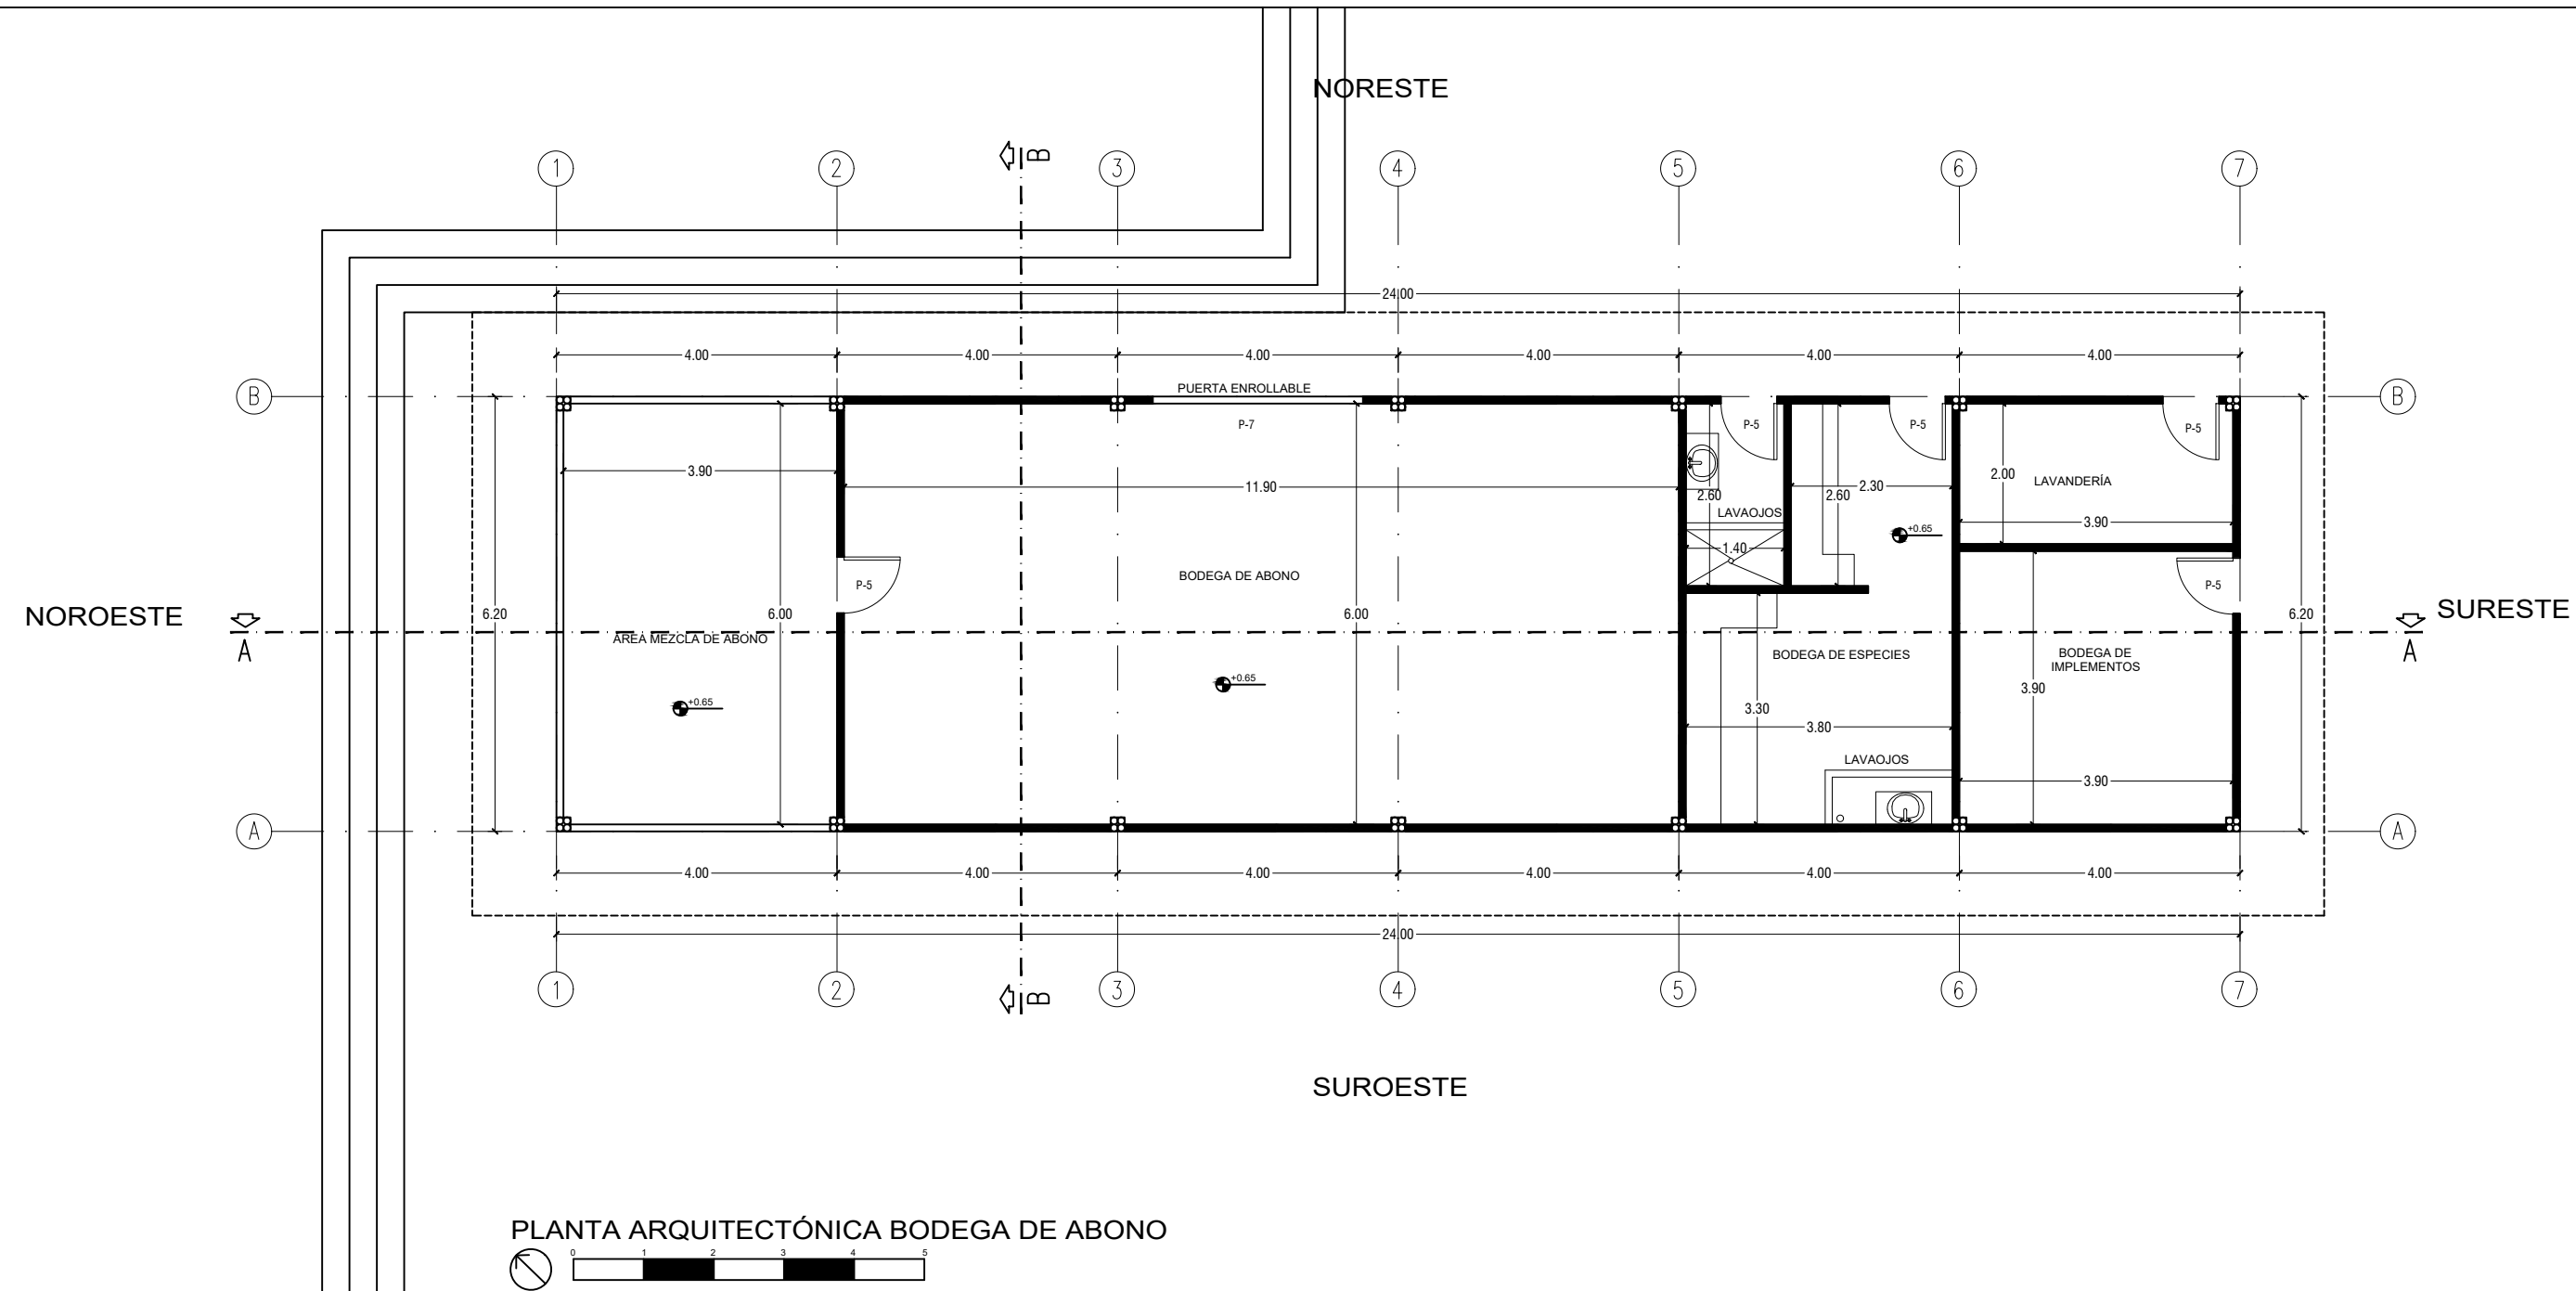 NORESTE
1 2 B 3 4 5 6 7
24.00
4.00 4.00 4.00 4.00 4.00 4.00
B PUERTA ENROLLABLE B
P-7 P-5 P-5 P-5
3.90 11.90 2.60 2.60 2.30 2.00 LAVANDERÍA
LAVAOJOS 3.90
+0.65
1.40
BODEGA DE ABONO
P-5 P-5
NOROESTE 6.20 6.00 6.00 6.20 SURESTE
ÁREA MEZCLA DE ABONO
A A
BODEGA DE ESPECIES
BODEGA DE
IMPLEMENTOS
+0.65
3.90
+0.65
3.30
3.80
LAVAOJOS
3.90
A A
4.00 4.00 4.00 4.00 4.00 4.00
24.00
1 2 B 3 4 5 6 7
SUROESTE
PLANTA ARQUITECTÓNICA BODEGA DE ABONO
0 1 2 3 4 5